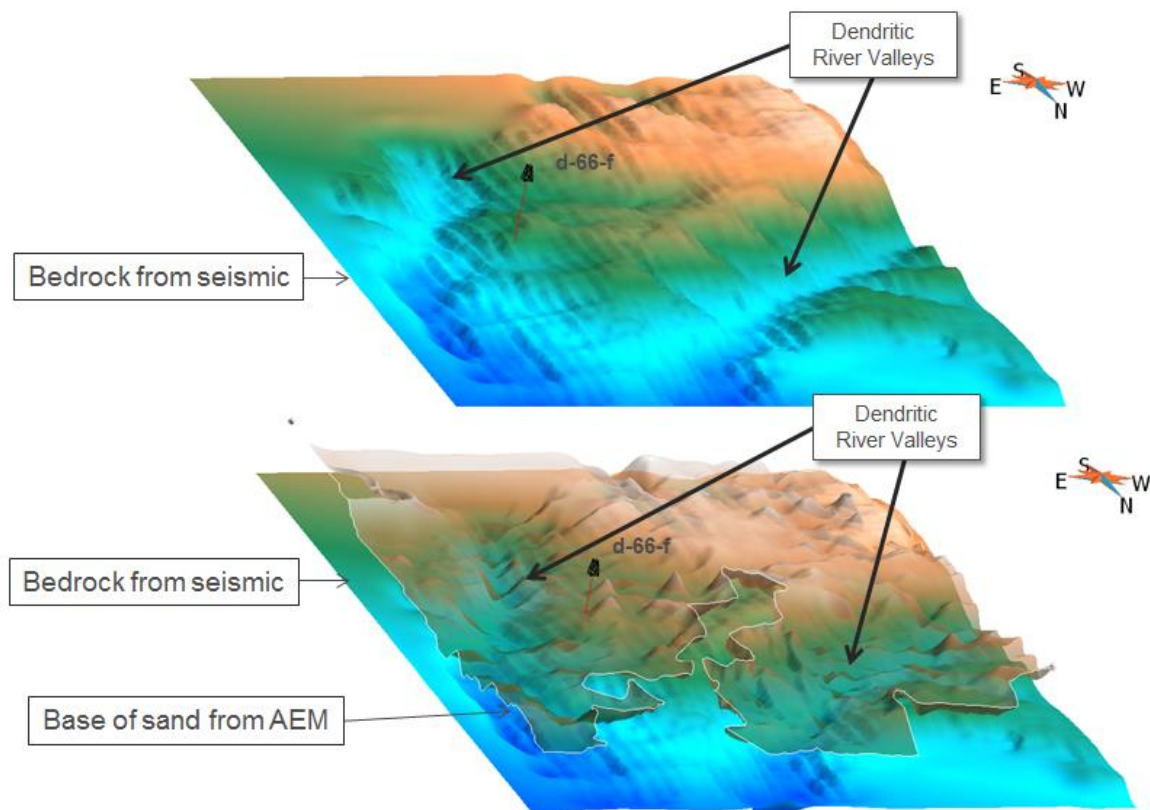 Dendritic
River Valleys
S
E
W
N
d-66-f
Bedrock from seismic
Dendritic
River Valleys
S
E
W
N
d-66-f
Bedrock from seismic
Base of sand from AEM